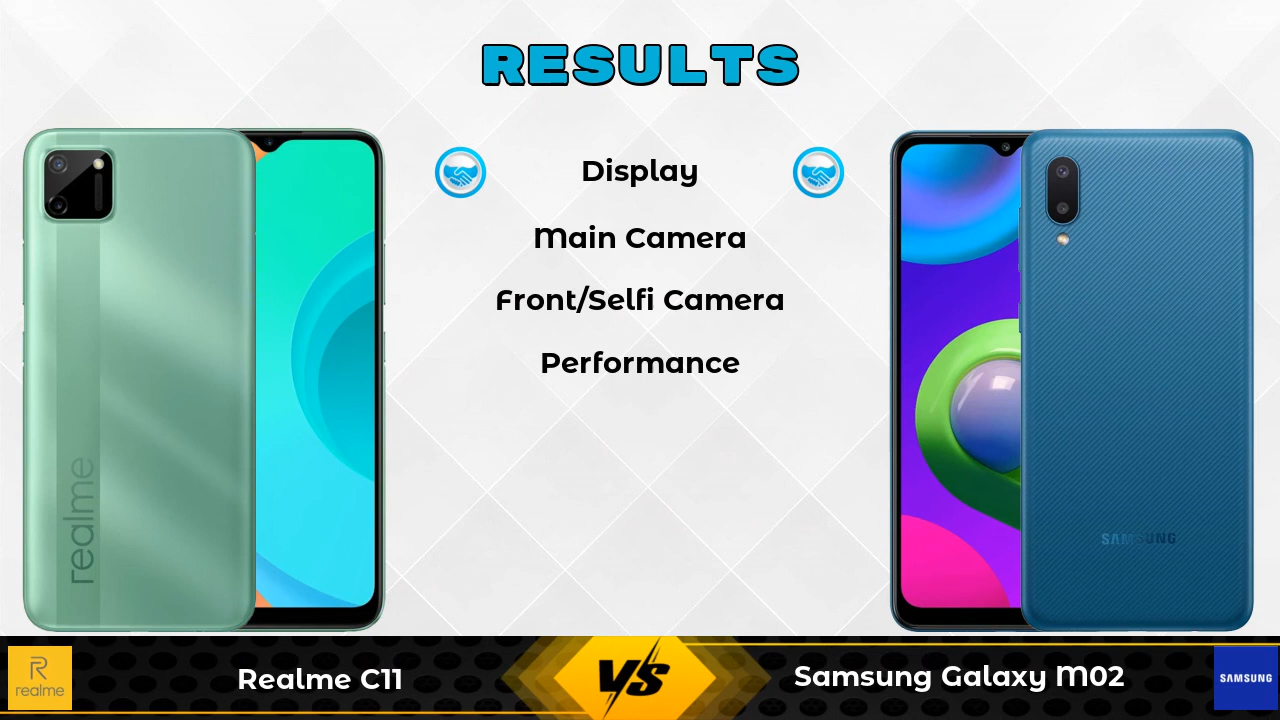 RESULTS
Display
Main Camera
Front/Selfi Camera
Performance
realme
SAMSUNG
realme
Realme C11
VS
Samsung Galaxy M02
SAMSUNG